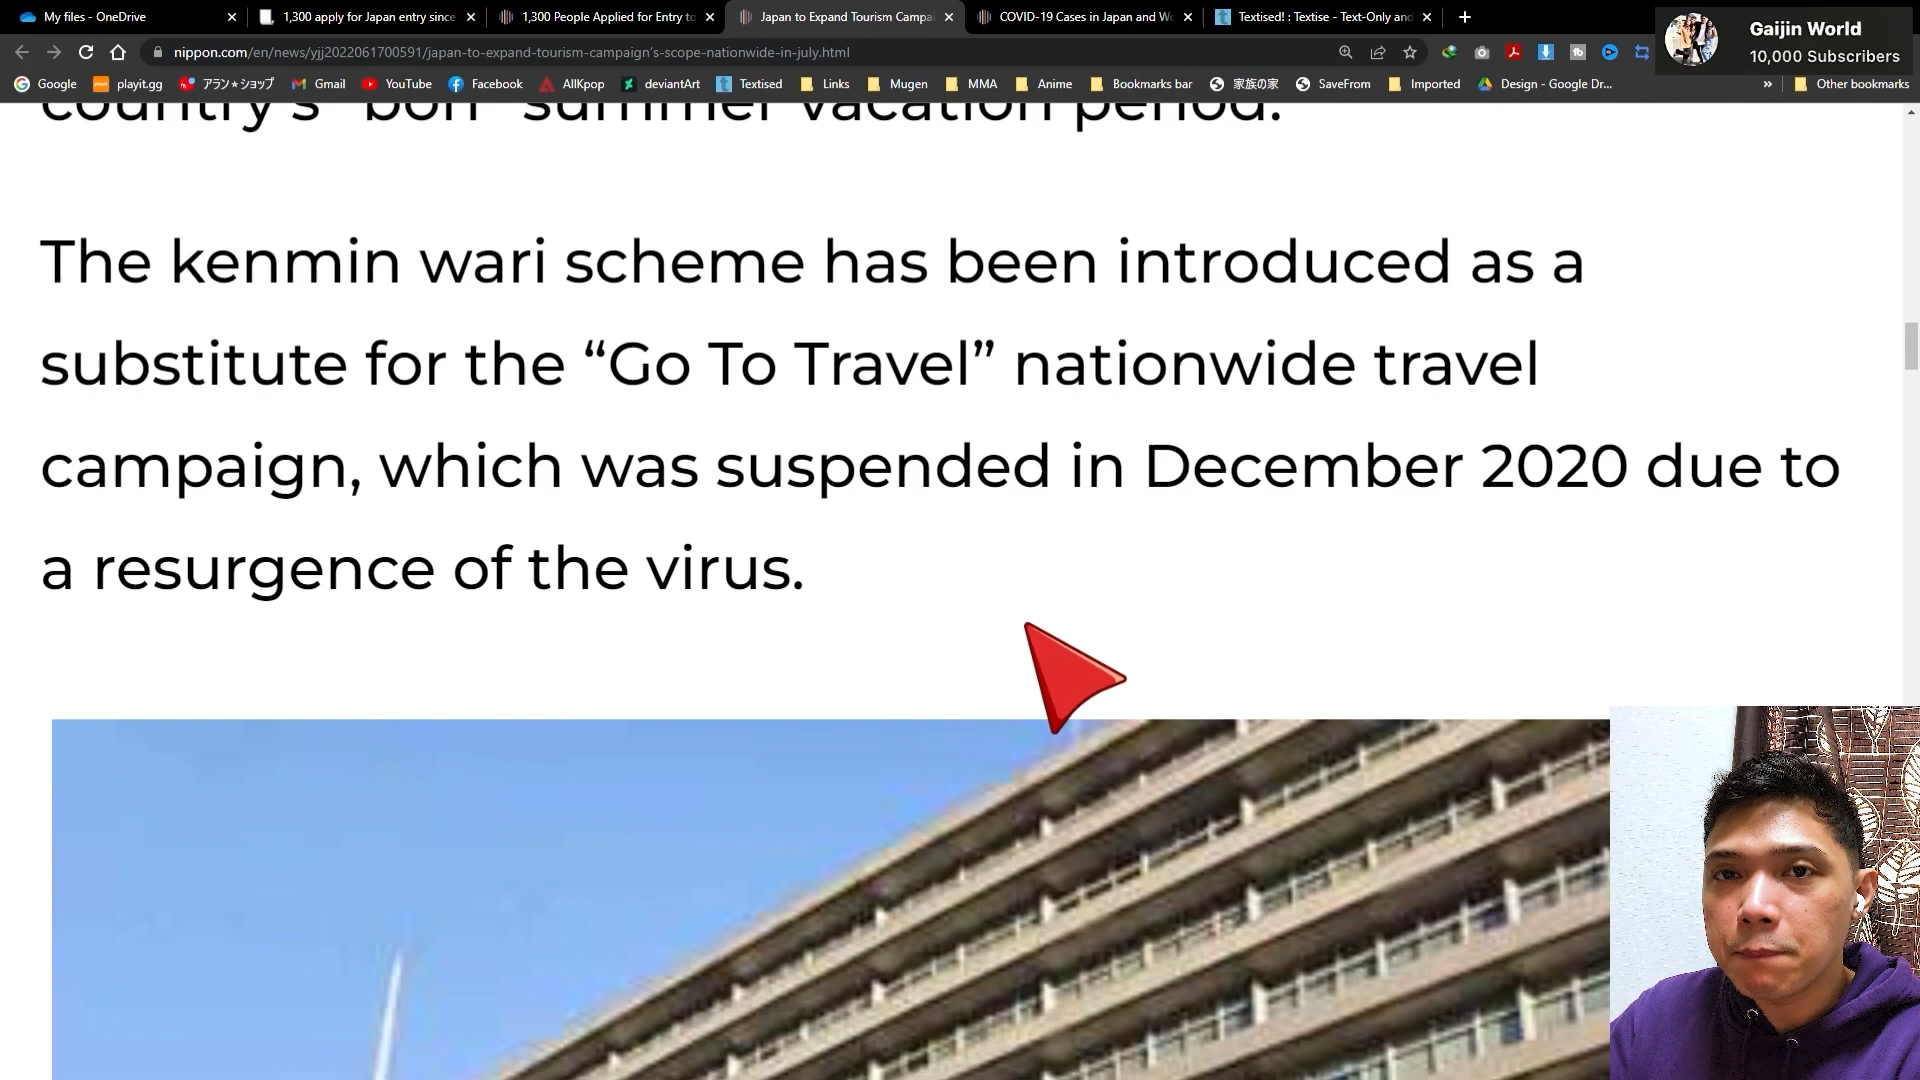 My files - OneDrive
1,300 apply for Japan entry since
1,300 People Applied for Entry to
Japan to Expand Tourism Campai
COVID-19 Cases in Japan and Wo
Textised! : Textise - Text-Only and
Gaijin World
10,000 Subscribers
nippon.com/en/news/yjj2022061700591/japan-to-expand-tourism-campaign's-scope-nationwide-in-july.html
Google
playit.gg
アラン★ショップ
Gmail
YouTube
Facebook
AllKpop
deviantArt
Textised
Links
Mugen
MMA
Anime
Bookmarks bar
家族の家
SaveFrom
Imported
Design - Google Dr...
»
Other bookmarks
country's "bon" summer vacation period.
The kenmin wari scheme has been introduced as a
substitute for the “Go To Travel” nationwide travel
campaign, which was suspended in December 2020 due to
a resurgence of the virus.